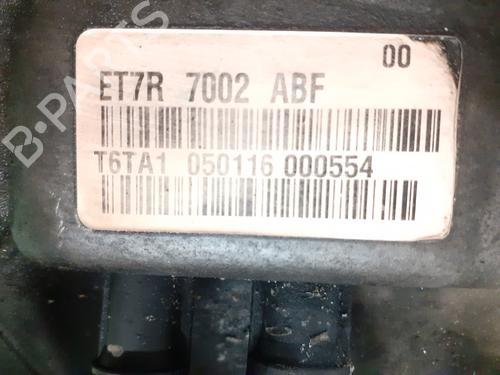 00
ET7R 7002 ABF
T6TA1 050116 000554
B-PARTS